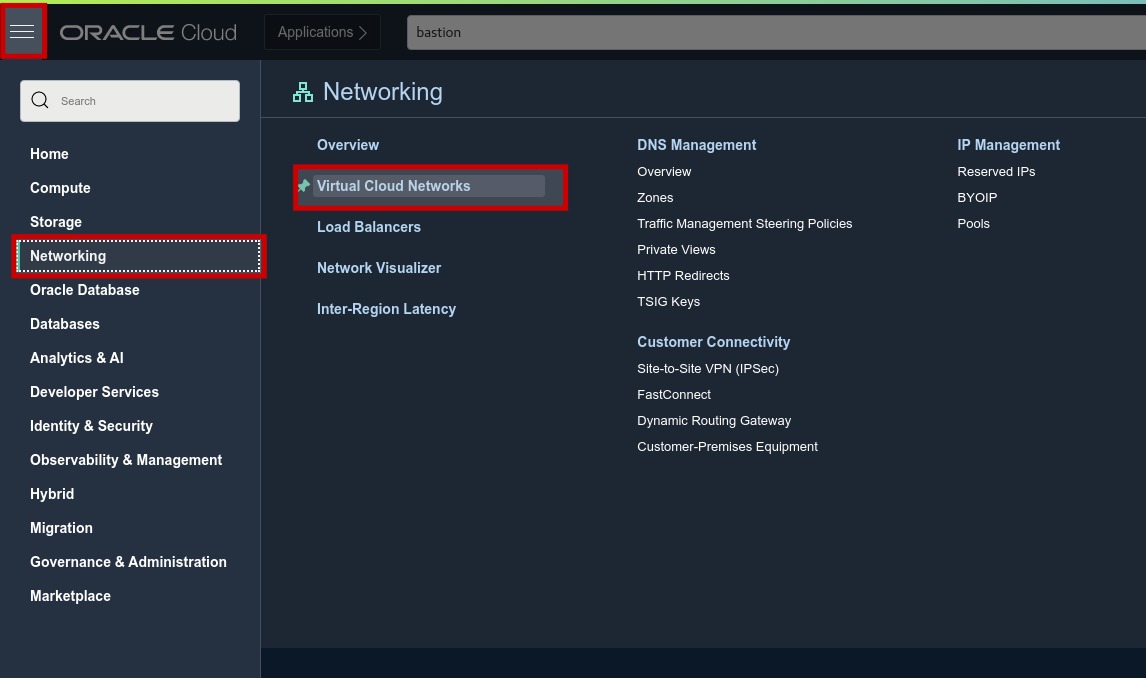 ORACLE Cloud
Applications
bastion
Search
Home
Compute
Storage
Networking
Oracle Database
Databases
Analytics & AI
Developer Services
Identity & Security
Observability & Management
Hybrid
Migration
Governance & Administration
Marketplace
Networking
Overview
Virtual Cloud Networks
Load Balancers
Network Visualizer
Inter-Region Latency
DNS Management
Overview
Zones
Traffic Management Steering Policies
Private Views
HTTP Redirects
TSIG Keys
Customer Connectivity
Site-to-Site VPN (IPSec)
FastConnect
Dynamic Routing Gateway
Customer-Premises Equipment
IP Management
Reserved IPs
BYOIP
Pools